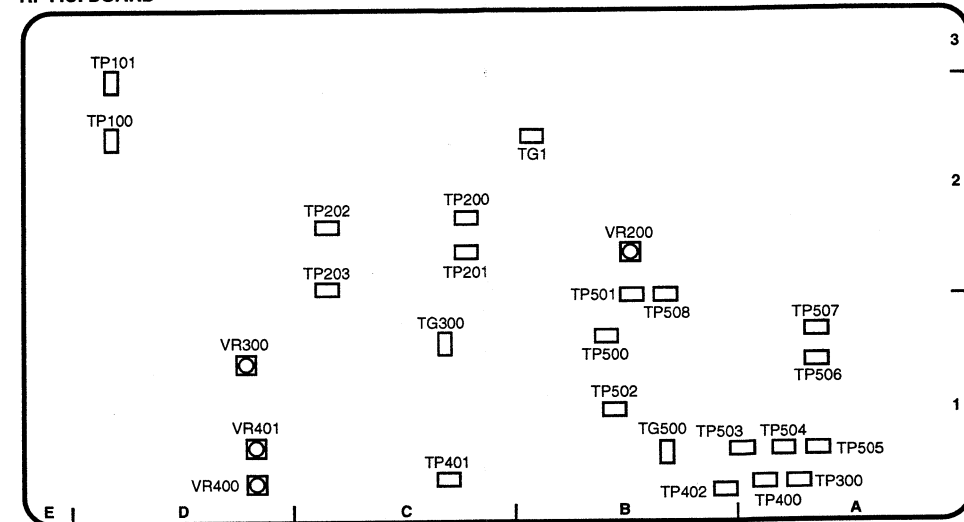 3
TP101
TP100
TG1
2
TP202
TP200
VR200
TP203
TP201
TP501
TP508
TP507
TG300
TP500
TP506
VR300
TP502
1
VR401
TG500
TP503
TP504
TP505
TP401
VR400
TP402
TP400
TP300
E
D
C
B
A